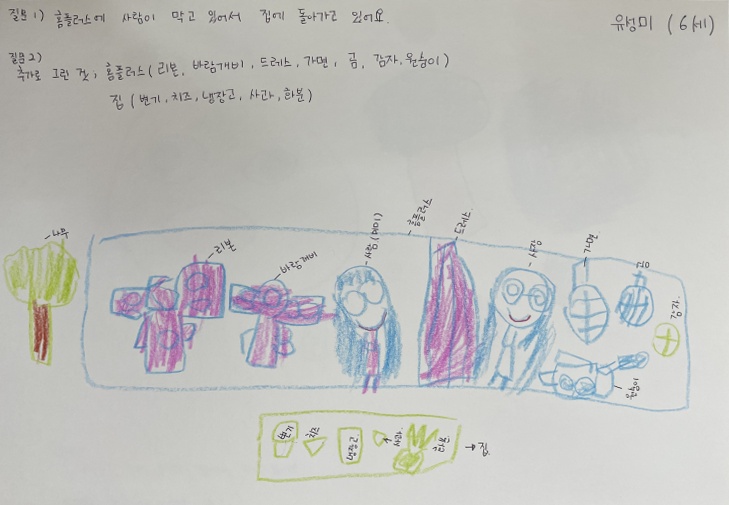 질문1) 홈플러스에 사람이 막고 있어서 집에 돌아가고 있어요.
유성미 (6세)
질문2)
추가로 그린 것; 홈플러스(리본, 바람개비, 드레스, 가면, 곰, 감자, 원숭이)
집 (변기, 치즈, 냉장고, 사과, 화분)
나무
리본
바람개비
홈플러스
드레스
사람
가면
곰
감자
원숭이
변기
치즈
냉장고
사과
화분
→집